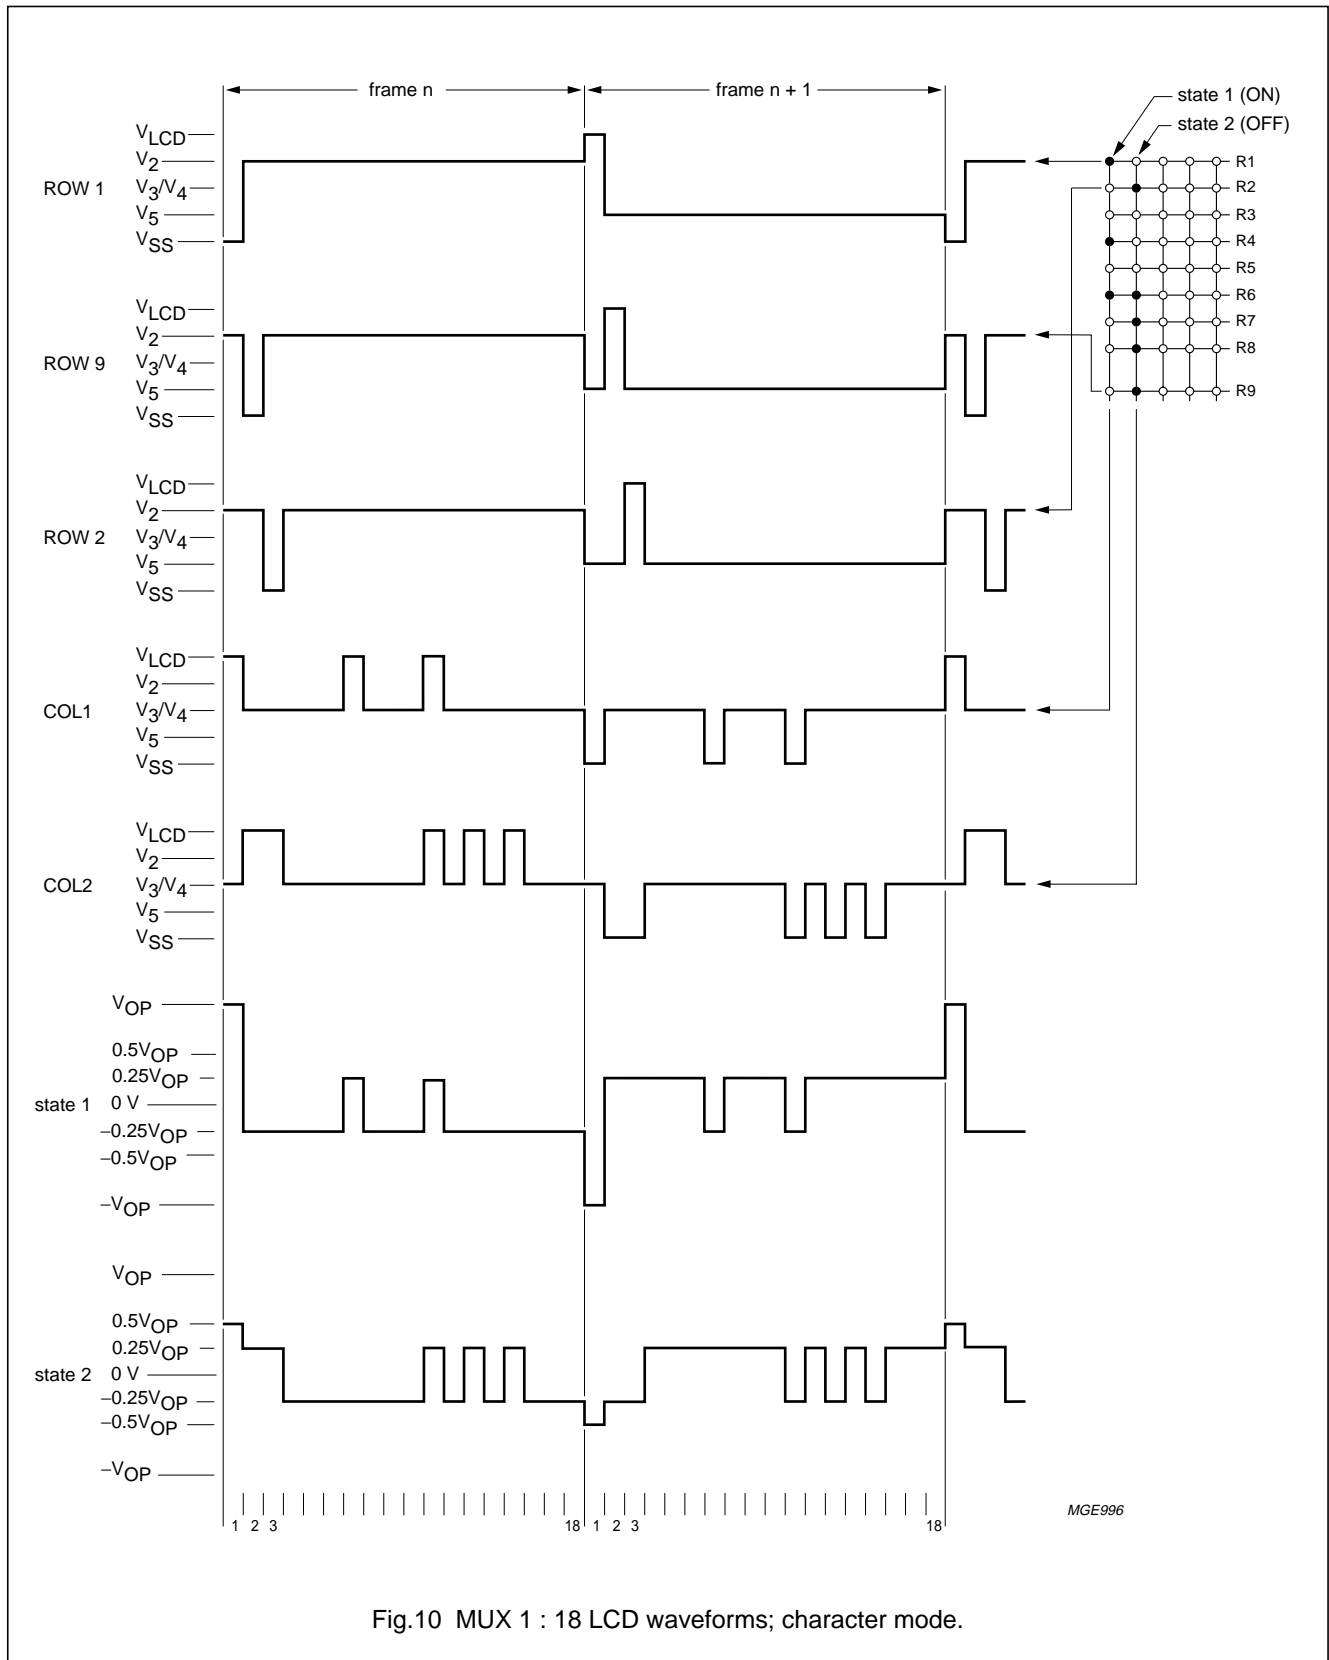 frame n
frame n + 1
state 1 (ON)
state 2 (OFF)
ROW 1
VLCD
V2
V3/V4
V5
VSS
R1
R2
R3
R4
R5
R6
R7
R8
R9
ROW 9
VLCD
V2
V3/V4
V5
VSS
ROW 2
VLCD
V2
V3/V4
V5
VSS
COL1
VLCD
V2
V3/V4
V5
VSS
COL2
VLCD
V2
V3/V4
V5
VSS
state 1
VOP
0.5VOP
0.25VOP
0 V
−0.25VOP
−0.5VOP
−VOP
state 2
VOP
0.5VOP
0.25VOP
0 V
−0.25VOP
−0.5VOP
−VOP
1 2 3 18 1 2 3 18
MGE996
Fig.10 MUX 1 : 18 LCD waveforms; character mode.